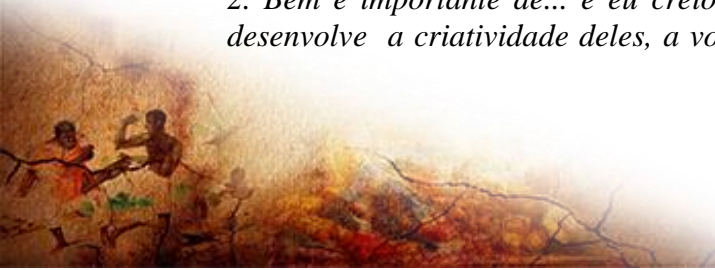 2. Bem é importante de... e eu creio
desenvolve a criatividade deles, a vo